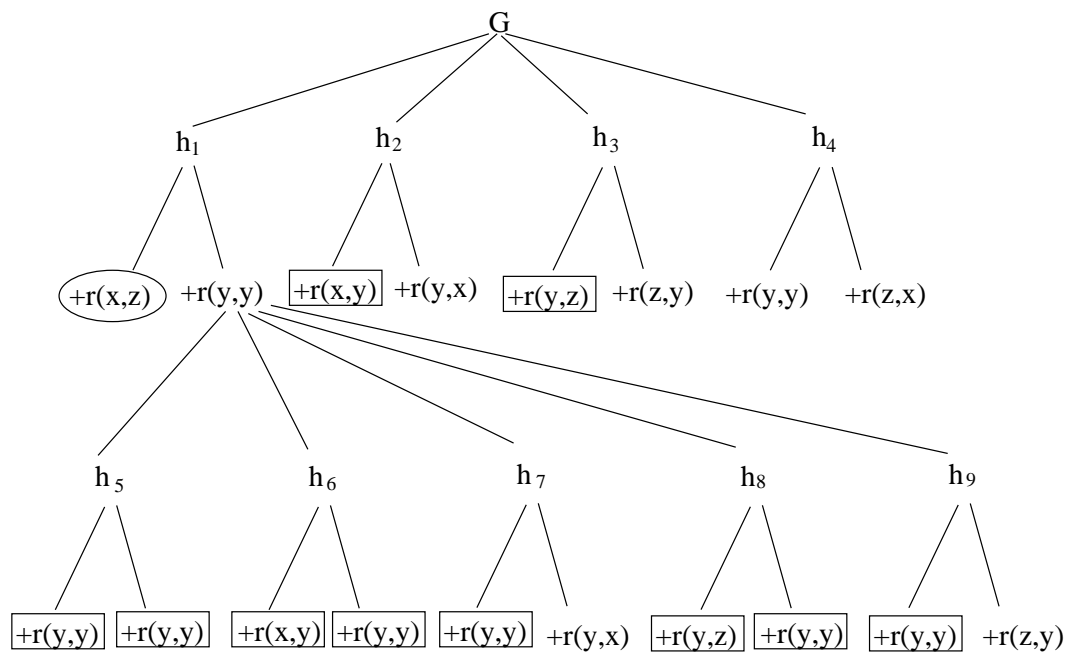 G
h₁ h₂ h₃ h₄
+r(x,z) +r(y,y) +r(x,y) +r(y,x) +r(y,z) +r(z,y) +r(y,y) +r(z,x)
h₅ h₆ h₇ h₈ h₉
+r(y,y) +r(y,y) +r(x,y) +r(y,y) +r(y,y) +r(y,x) +r(y,z) +r(y,y) +r(y,y) +r(z,y)